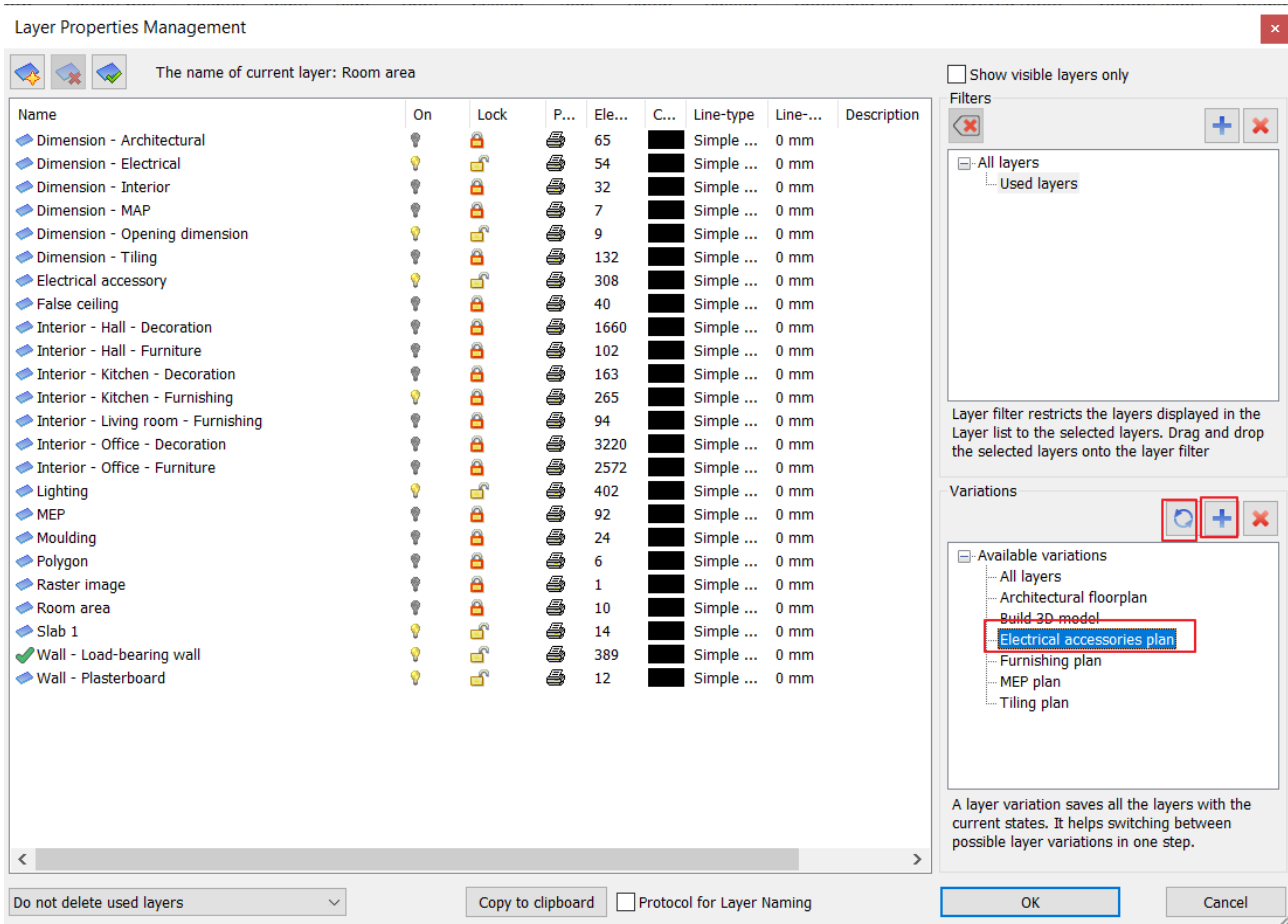 Layer Properties Management
The name of current layer: Room area
Show visible layers only
Name On Lock P... Ele... C... Line-type Line-... Description
Dimension - Architectural 65 Simple ... 0 mm
Dimension - Electrical 54 Simple ... 0 mm
Dimension - Interior 32 Simple ... 0 mm
Dimension - MAP 7 Simple ... 0 mm
Dimension - Opening dimension 9 Simple ... 0 mm
Dimension - Tiling 132 Simple ... 0 mm
Electrical accessory 308 Simple ... 0 mm
False ceiling 40 Simple ... 0 mm
Interior - Hall - Decoration 1660 Simple ... 0 mm
Interior - Hall - Furniture 102 Simple ... 0 mm
Interior - Kitchen - Decoration 163 Simple ... 0 mm
Interior - Kitchen - Furnishing 265 Simple ... 0 mm
Interior - Living room - Furnishing 94 Simple ... 0 mm
Interior - Office - Decoration 3220 Simple ... 0 mm
Interior - Office - Furniture 2572 Simple ... 0 mm
Lighting 402 Simple ... 0 mm
MEP 92 Simple ... 0 mm
Moulding 24 Simple ... 0 mm
Polygon 6 Simple ... 0 mm
Raster image 1 Simple ... 0 mm
Room area 10 Simple ... 0 mm
Slab 1 14 Simple ... 0 mm
Wall - Load-bearing wall 389 Simple ... 0 mm
Wall - Plasterboard 12 Simple ... 0 mm
Filters
All layers
Used layers
Layer filter restricts the layers displayed in the
Layer list to the selected layers. Drag and drop
the selected layers onto the layer filter
Variations
Available variations
All layers
Architectural floorplan
Build 3D model
Electrical accessories plan
Furnishing plan
MEP plan
Tiling plan
A layer variation saves all the layers with the
current states. It helps switching between
possible layer variations in one step.
Do not delete used layers
Copy to clipboard
Protocol for Layer Naming
OK
Cancel